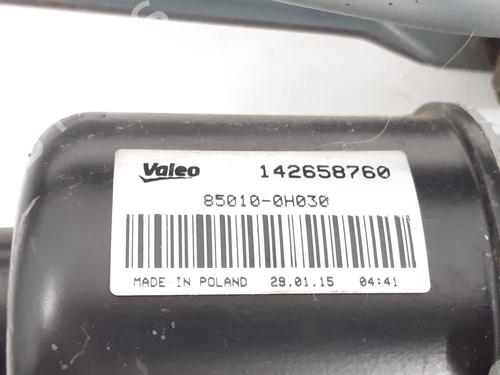 Valeo 142658760
85010-0H030
MADE IN POLAND 29.01.15 04:41